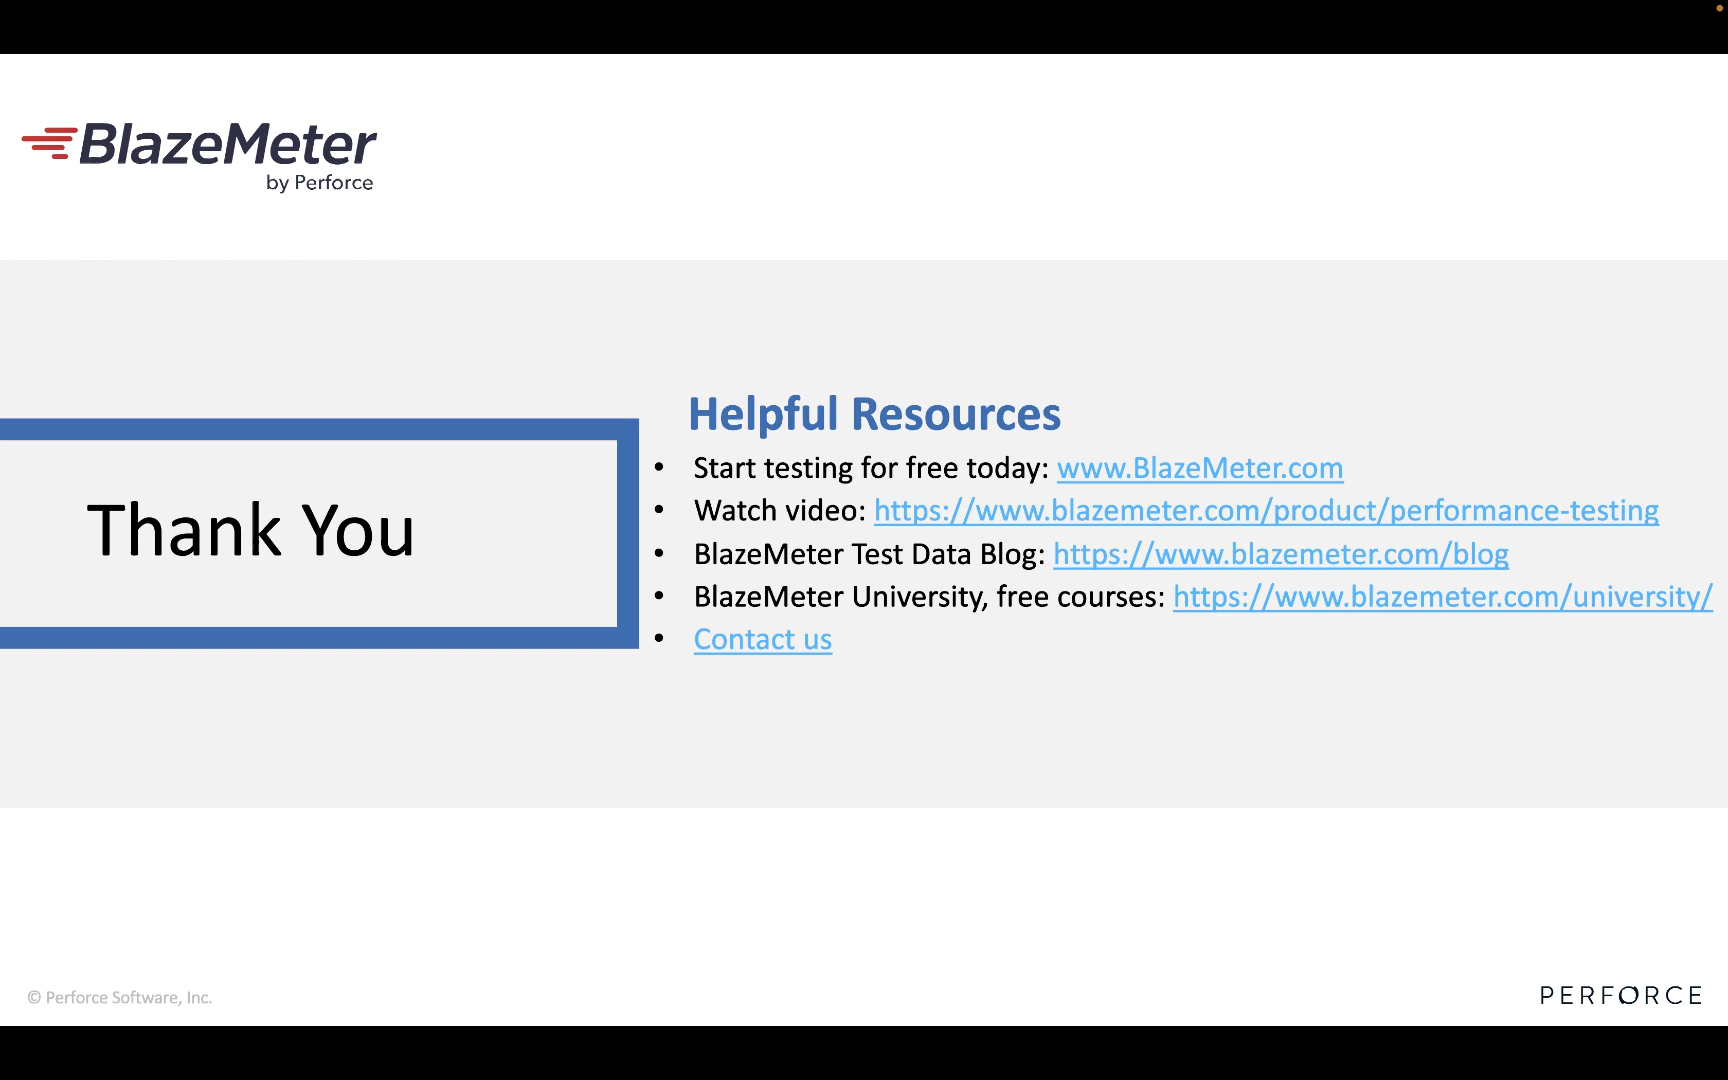 BlazeMeter
by Perforce
Thank You
Helpful Resources
• Start testing for free today: www.BlazeMeter.com
• Watch video: https://www.blazemeter.com/product/performance-testing
• BlazeMeter Test Data Blog: https://www.blazemeter.com/blog
• BlazeMeter University, free courses: https://www.blazemeter.com/university/
• Contact us
© Perforce Software, Inc.
PERFORCE